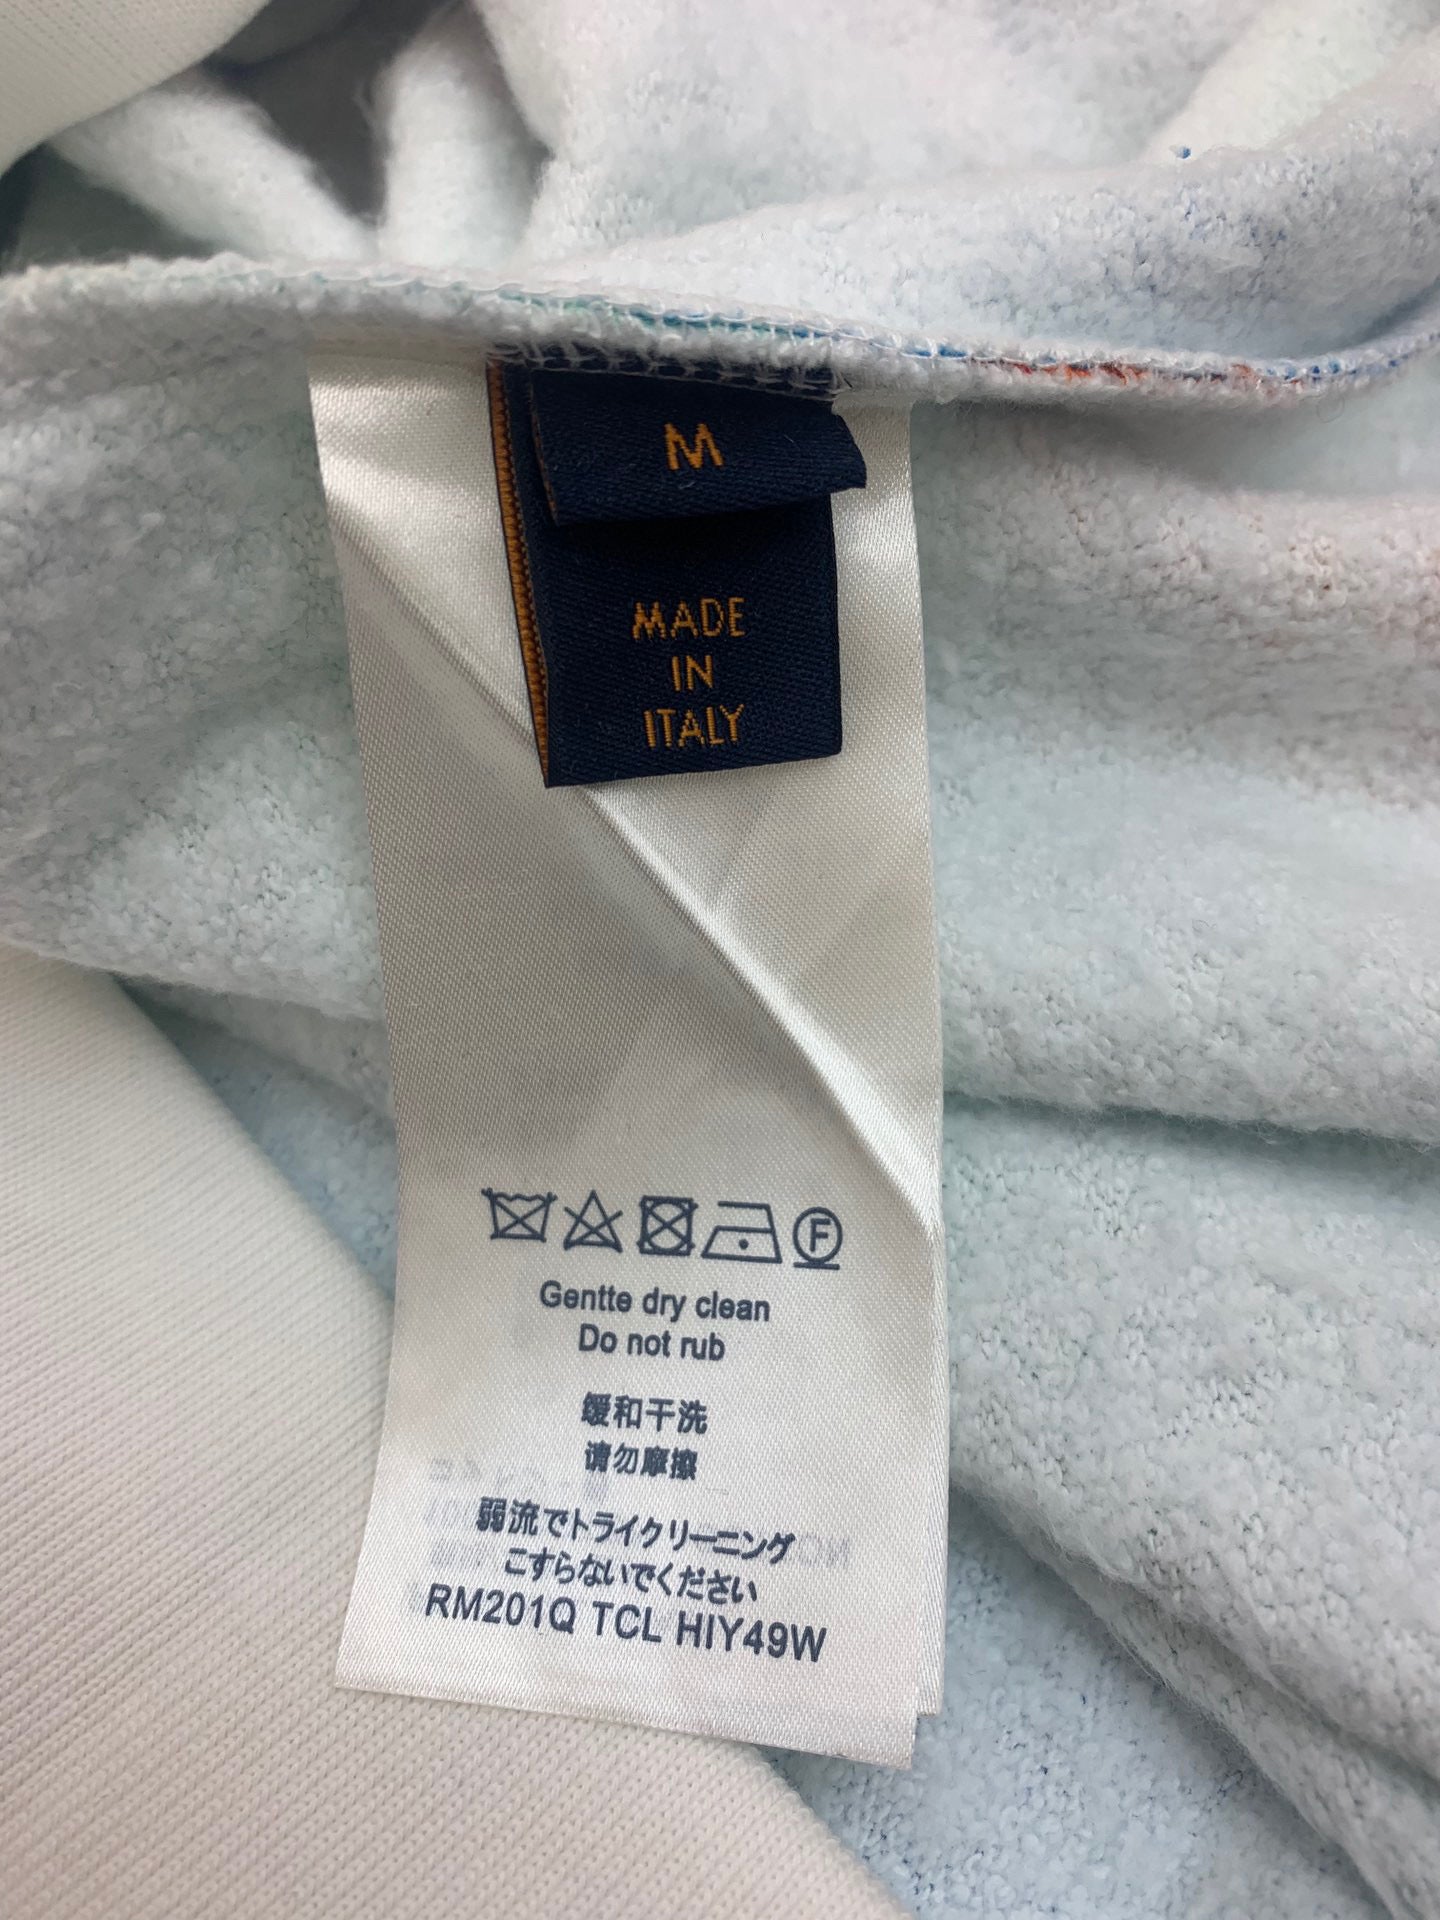 M
MADE
IN
ITALY
F
Gentte dry clean
Do not rub
缓和干洗
请勿摩擦
弱流でトライクリーニング
こすらないでください
RM201Q TCL HIY49W